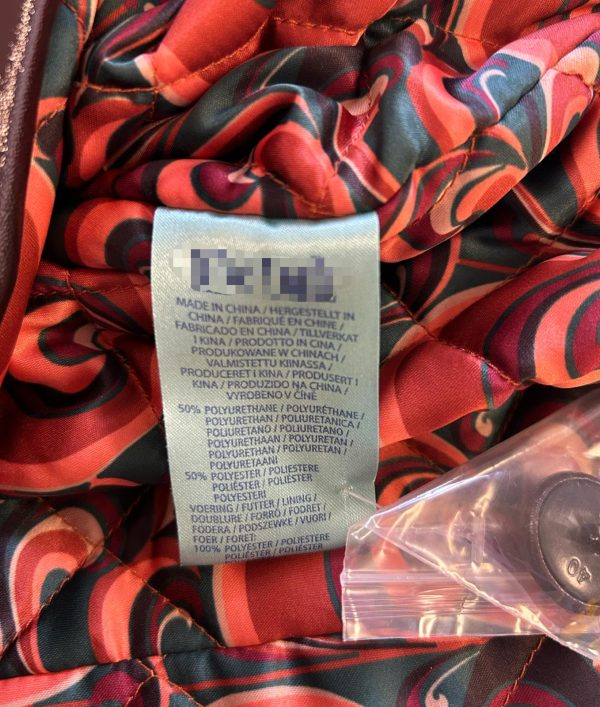 MADE IN CHINA / HERGESTELLT IN
CHINA / FABRIQUÉ EN CHINE /
FABRICADO EN CHINA / TILLVERKAT
I KINA / PRODOTTO IN CINA /
PRODUKOWANE W CHINACH /
VALMISTETTU KIINASSA /
PRODUCERET I KINA / PRODUSERT I
KINA / PRODUZIDO NA CHINA /
VYROBENO V ČÍNĚ
50% POLYURETHANE / POLYURÉTHANE /
POLYURETHAN / POLIURETANICA /
POLIURETANO / POLIURETANO /
POLYURETHAAN / POLYURETAN /
POLYURETHAN / POLYURETAN /
POLYURETAANI
50% POLYESTER / POLIESTERE
POLIÉSTER / POLIÉSTER
POLYESTERI
VOERING / FUTTER / LINING /
DOUBLURE / FORRO / FODRET /
FODERA / PODSZEWKE / VUORI /
FOER / FORET:
100% POLYESTER / POLIESTERE
POLIÉSTER / POLIÉSTER /
40